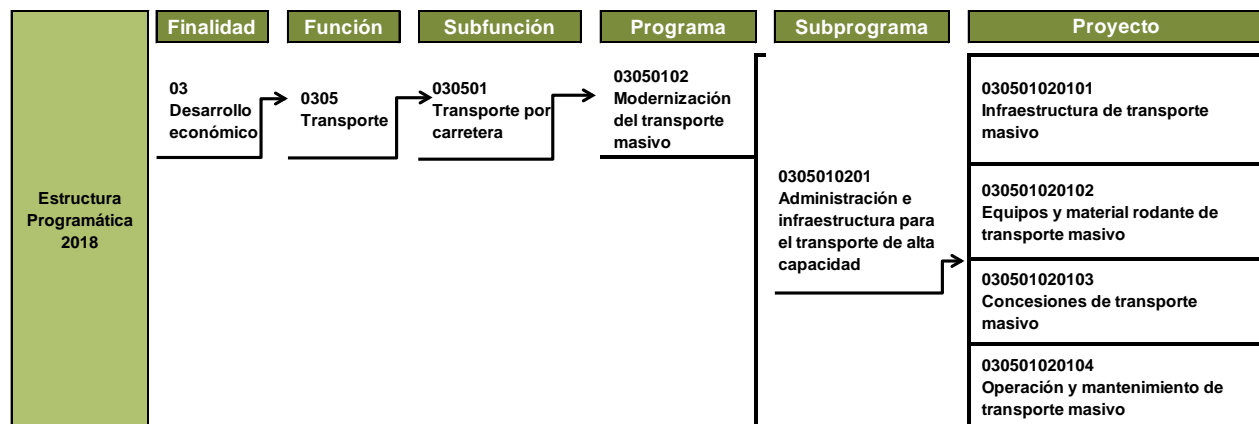 Finalidad
Función
Subfunción
Programa
Subprograma
Proyecto
Estructura
Programática
2018
03
Desarrollo
económico
0305
Transporte
030501
Transporte por
carretera
03050102
Modernización
del transporte
masivo
0305010201
Administración e
infraestructura para
el transporte de alta
capacidad
030501020101
Infraestructura de transporte
masivo
030501020102
Equipos y material rodante de
transporte masivo
030501020103
Concesiones de transporte
masivo
030501020104
Operación y mantenimiento de
transporte masivo